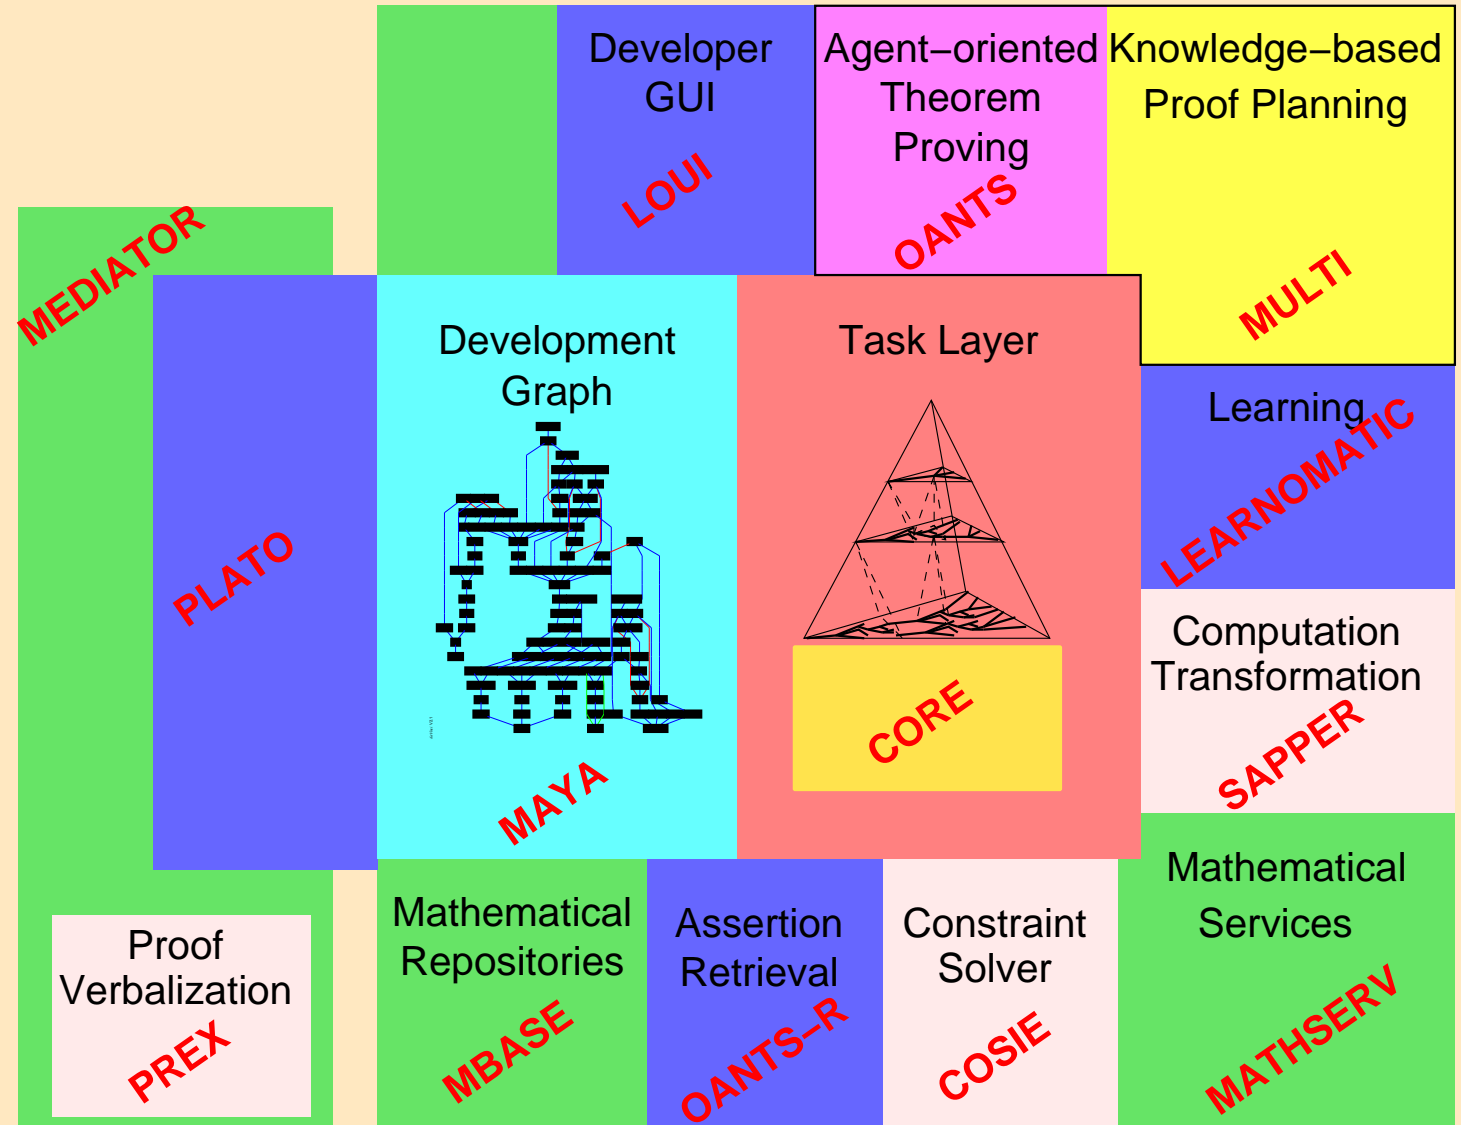 Developer
GUI
LOUI
Agent–oriented
Theorem
Proving
OANTS
Knowledge–based
Proof Planning
MULTI
MEDIATOR
PLATO
Development
Graph
MAYA
Task Layer
CORE
Learning
LEARNOMATIC
Computation
Transformation
SAPPER
Proof
Verbalization
PREX
Mathematical
Repositories
MBASE
Assertion
Retrieval
OANTS–R
Constraint
Solver
COSIE
Mathematical
Services
MATHSERV